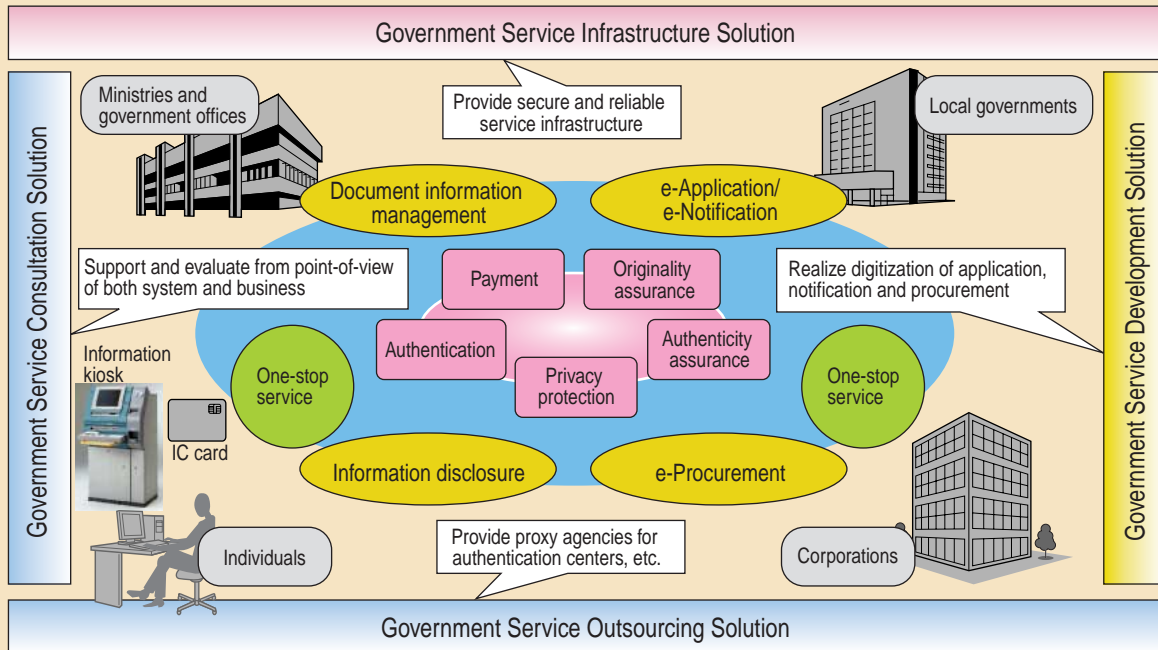 Government Service Infrastructure Solution
Ministries and
government offices
Provide secure and reliable
service infrastructure
Local governments
Government Service Consultation Solution
Document information
management
e-Application/
e-Notification
Government Service Development Solution
Support and evaluate from point-of-view
of both system and business
Payment
Originality
assurance
Realize digitization of application,
notification and procurement
Authentication
Authenticity
assurance
Privacy
protection
Information
kiosk
IC card
One-stop
service
One-stop
service
Information disclosure
e-Procurement
Individuals
Provide proxy agencies for
authentication centers, etc.
Corporations
Government Service Outsourcing Solution